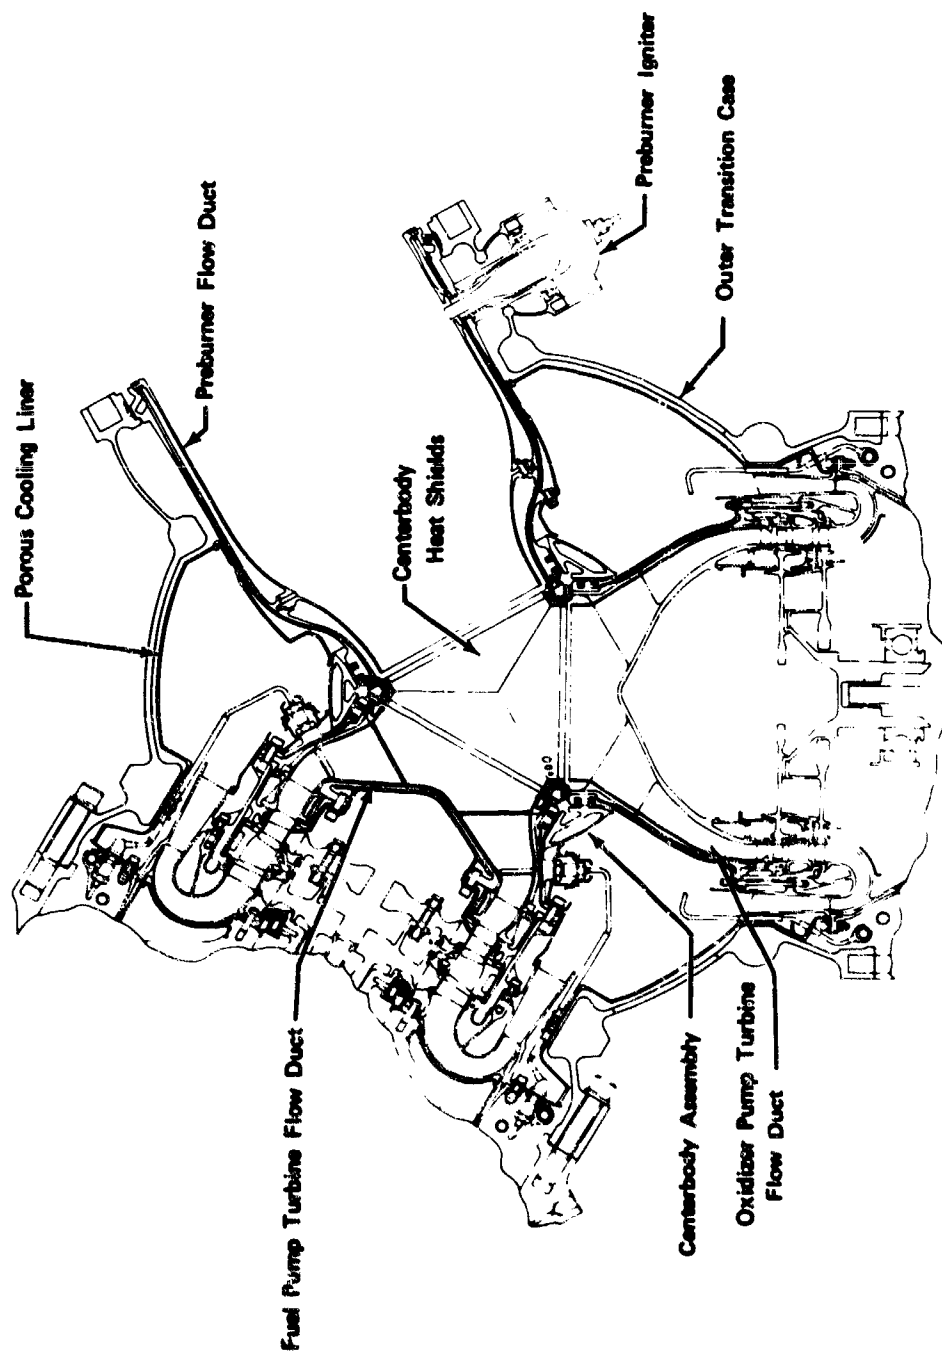 Porous Cooling Liner
Preburner Flow Duct
Preburner Igniter
Centerbody
Heat Shields
Outer Transition Case
Fuel Pump Turbine Flow Duct
Centerbody Assembly
Oxidizer Pump Turbine
Flow Duct